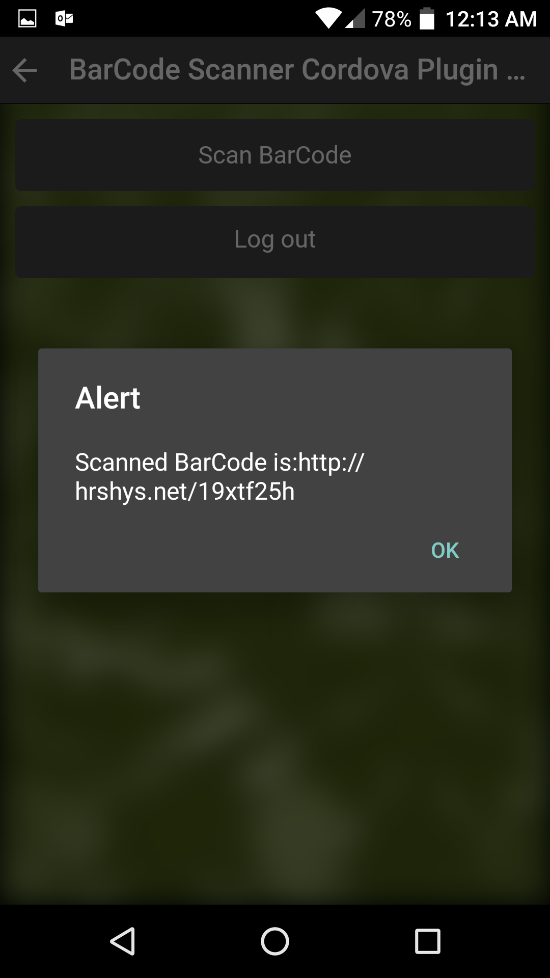 78% 12:13 AM
BarCode Scanner Cordova Plugin ...
Scan BarCode
Log out
Alert
Scanned BarCode is:http://
hrshys.net/19xtf25h
OK